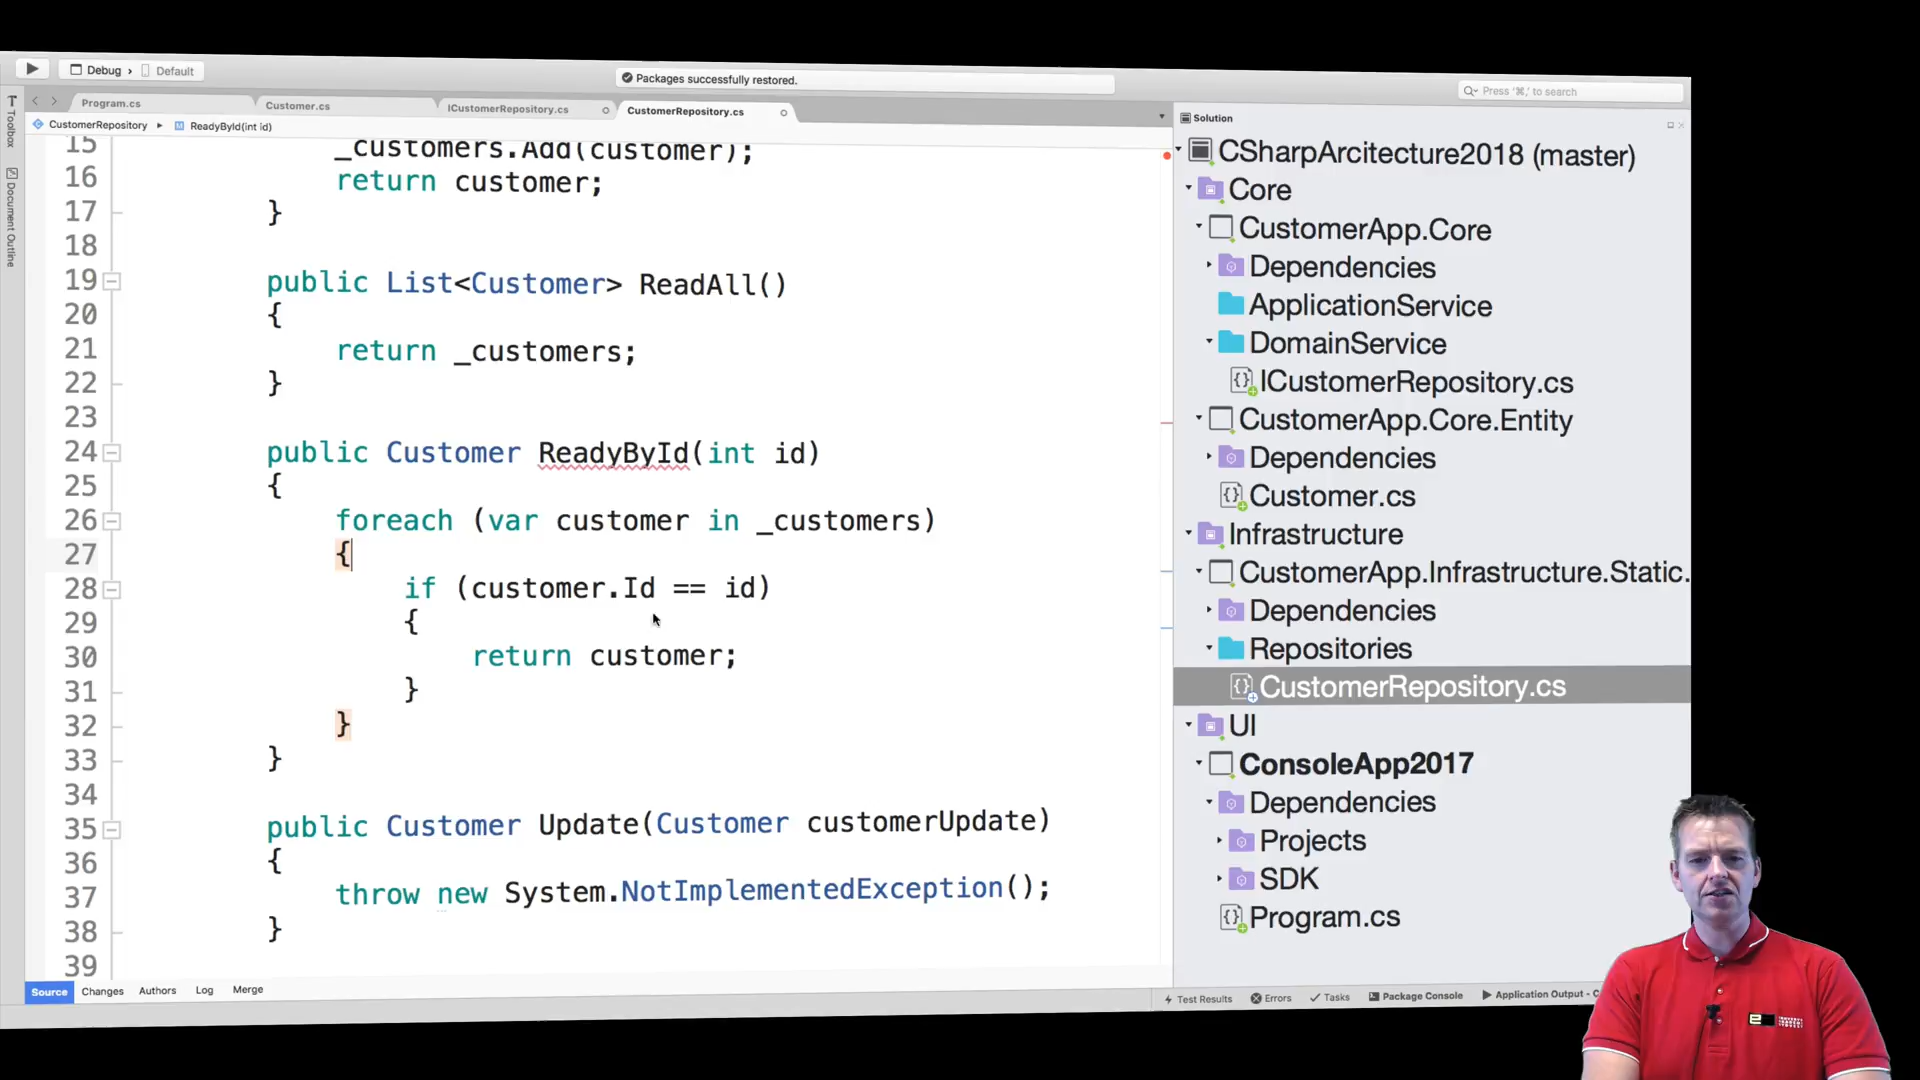 Debug › Default
Packages successfully restored.
Press '⌘,' to search
Program.cs
Customer.cs
ICustomerRepository.cs
CustomerRepository.cs
CustomerRepository ▸ ReadyById(int id)
Toolbox
Document Outline
15 _customers.Add(customer);
16 return customer;
17 }
18
19 public List<Customer> ReadAll()
20 {
21 return _customers;
22 }
23
24 public Customer ReadyById(int id)
25 {
26 foreach (var customer in _customers)
27 {
28 if (customer.Id == id)
29 {
30 return customer;
31 }
32 }
33 }
34
35 public Customer Update(Customer customerUpdate)
36 {
37 throw new System.NotImplementedException();
38 }
39
Source Changes Authors Log Merge
Solution
CSharpArcitecture2018 (master)
Core
CustomerApp.Core
Dependencies
ApplicationService
DomainService
ICustomerRepository.cs
CustomerApp.Core.Entity
Dependencies
Customer.cs
Infrastructure
CustomerApp.Infrastructure.Static.
Dependencies
Repositories
CustomerRepository.cs
UI
ConsoleApp2017
Dependencies
Projects
SDK
Program.cs
Test Results Errors Tasks Package Console Application Output - C